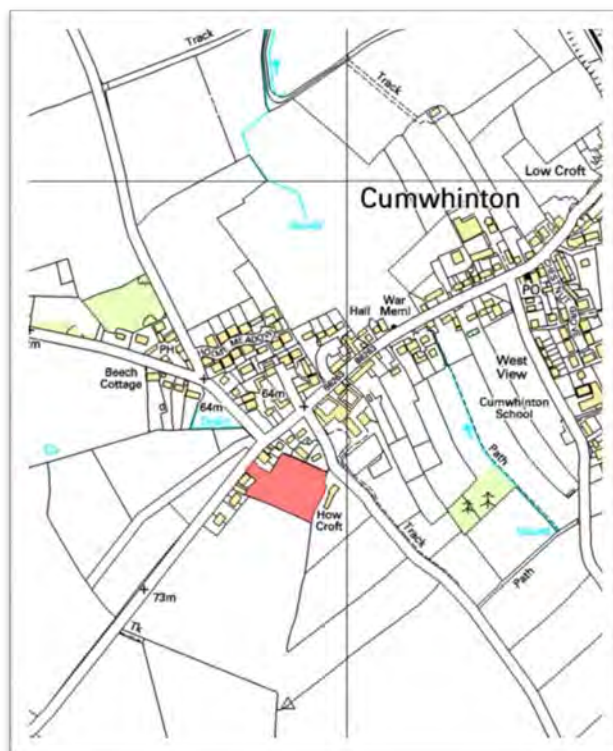 Track
Track
Low Croft
Cumwhinton
War
Hall Meml
PO
PH
Beech
Cottage
64m
64m
West
View
Cumwhinton
School
Path
How
Croft
Track
Path
73m
Tk